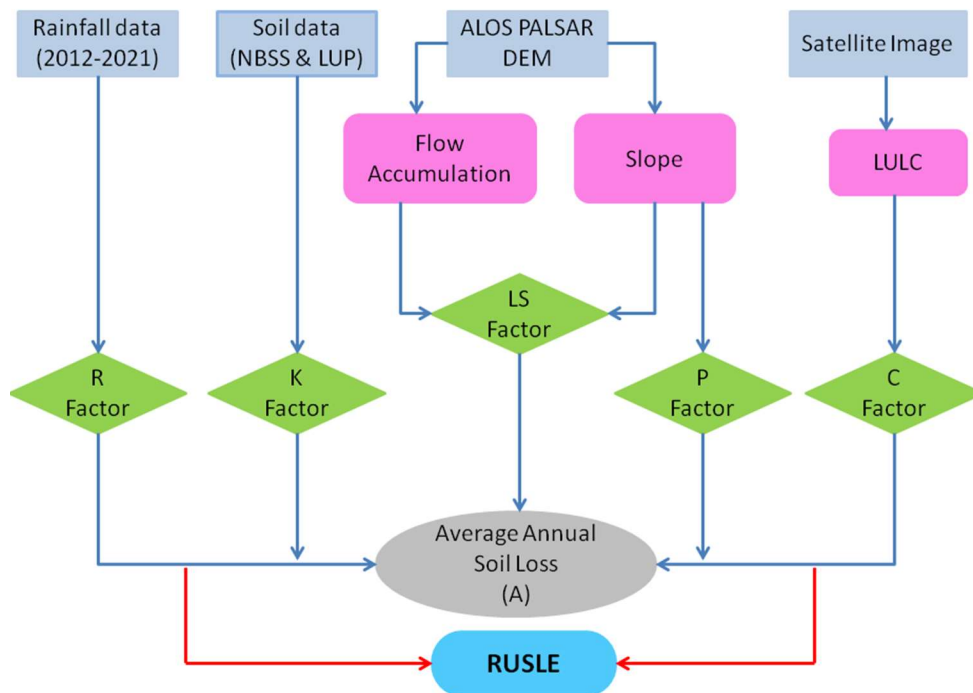 Rainfall data
(2012-2021)
Soil data
(NBSS & LUP)
ALOS PALSAR
DEM
Satellite Image
Flow
Accumulation
Slope
LULC
LS
Factor
R
Factor
K
Factor
P
Factor
C
Factor
Average Annual
Soil Loss
(A)
RUSLE